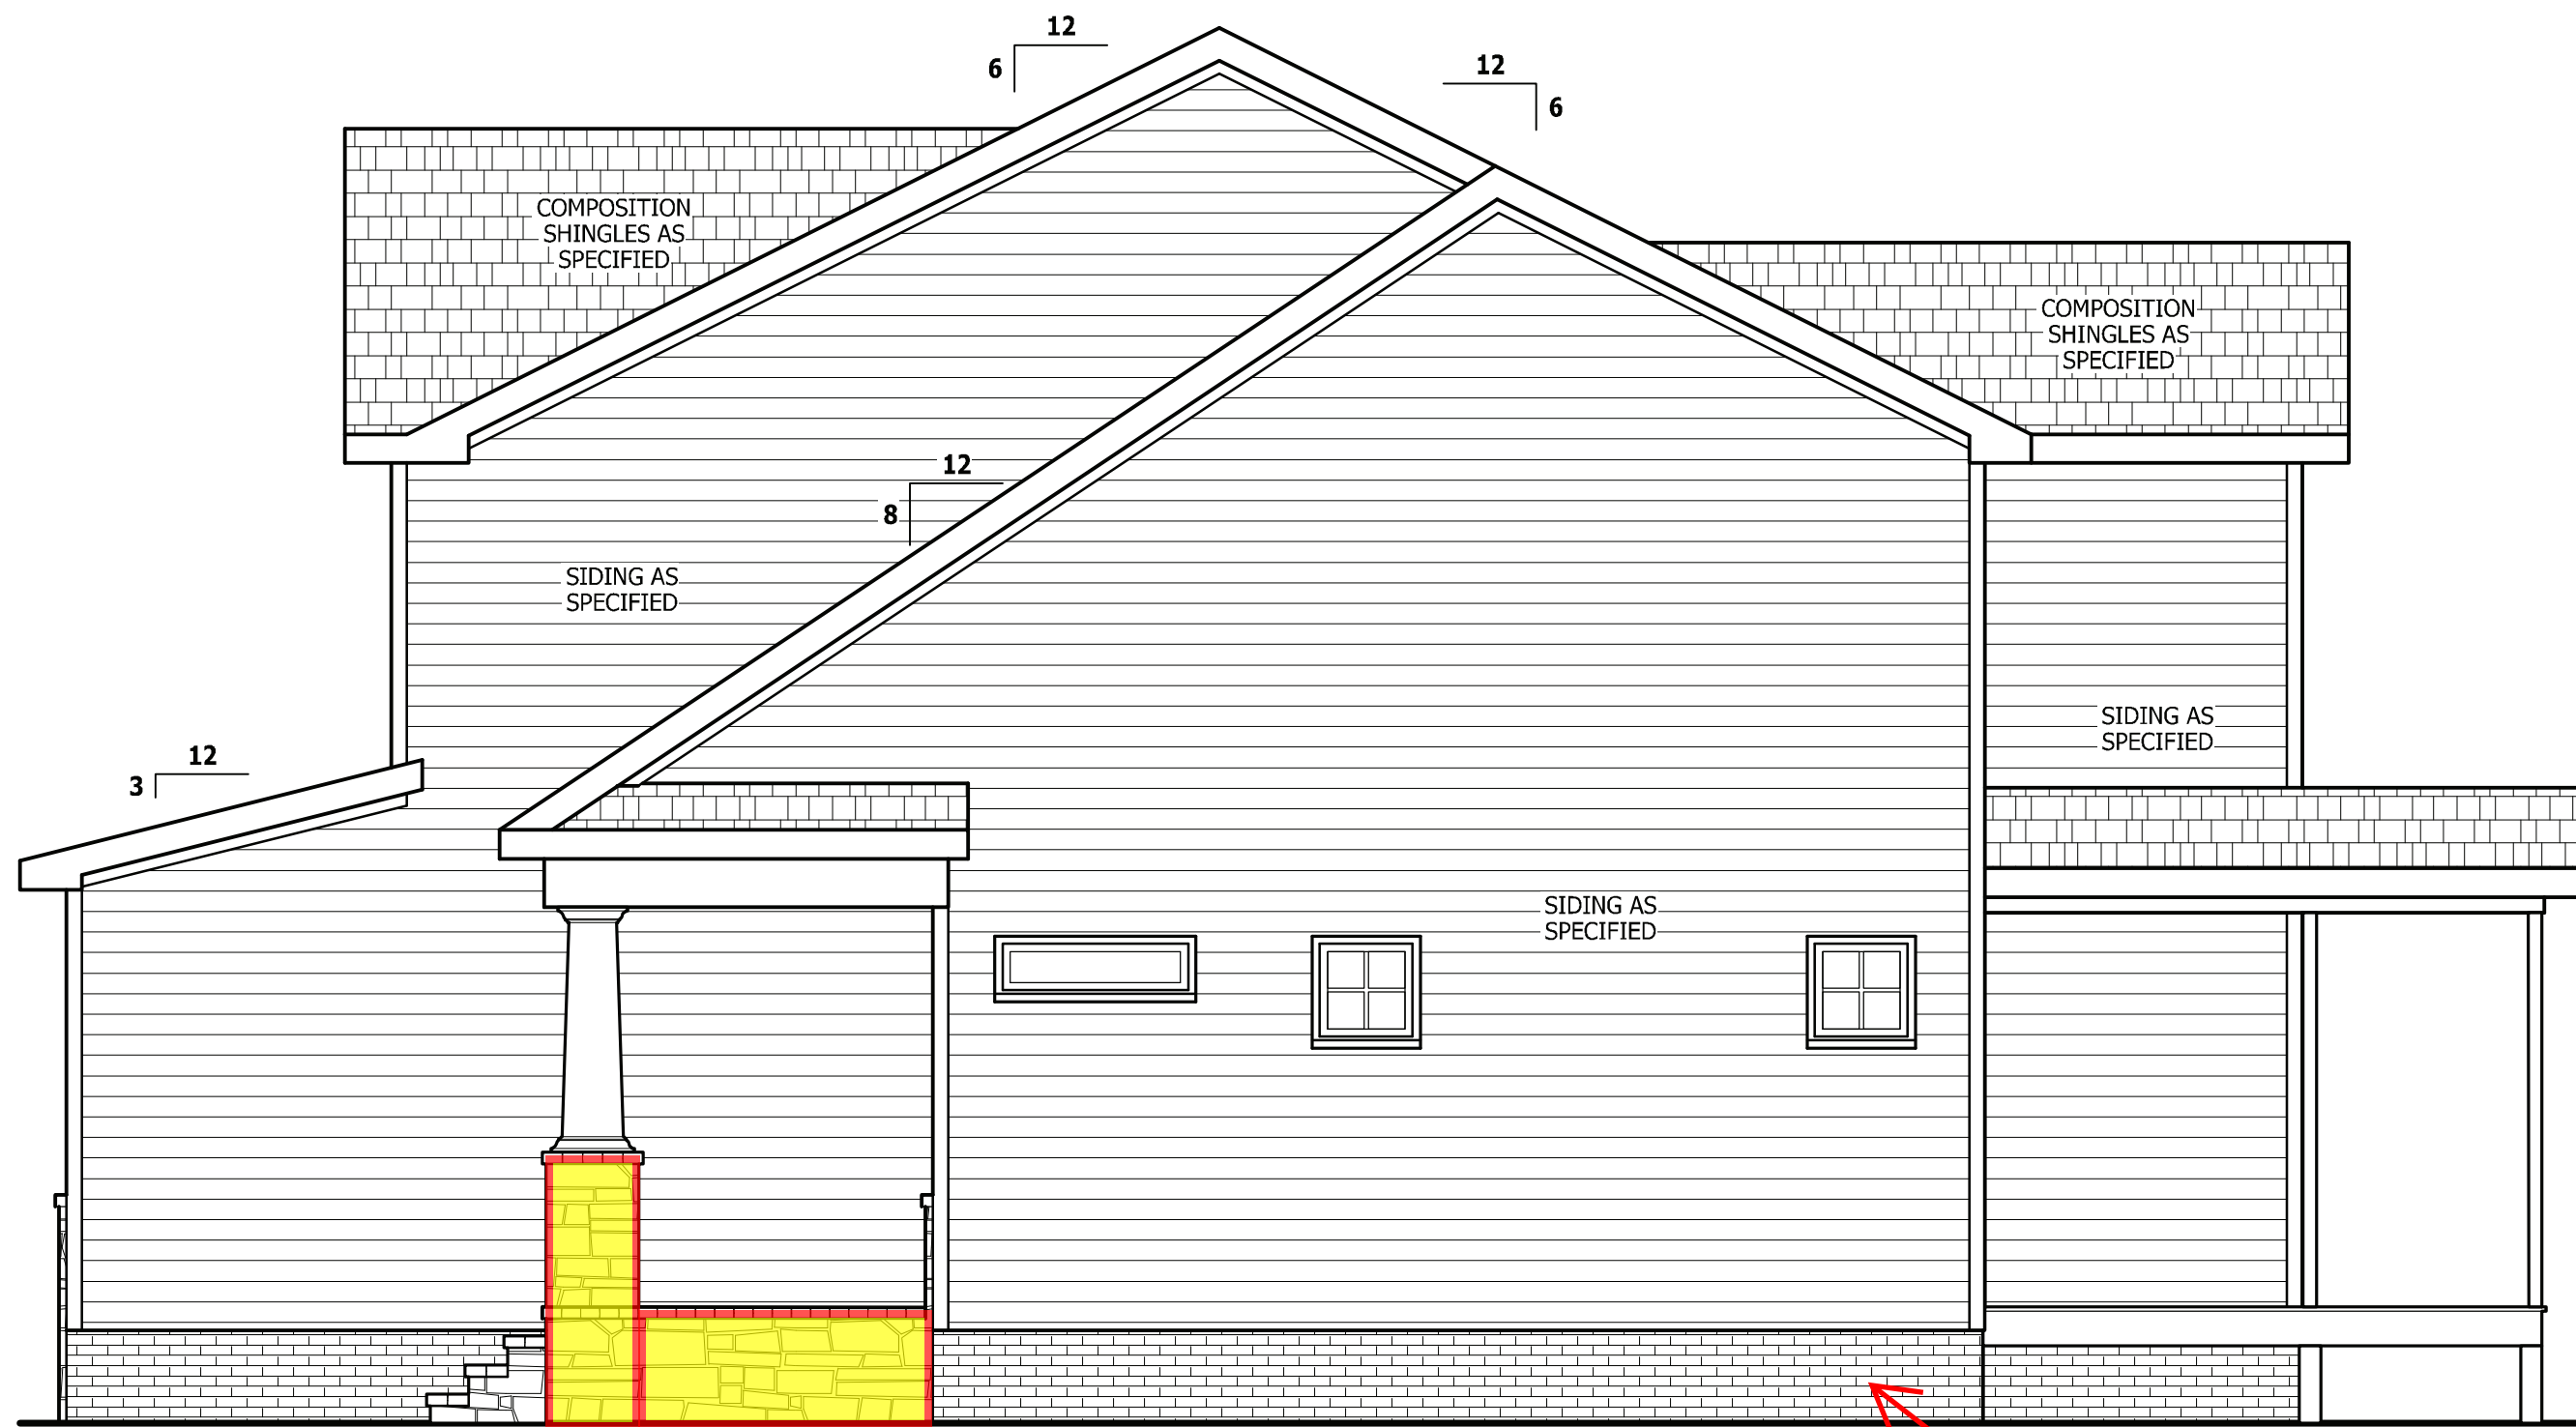 12
6
12
6
COMPOSITION
SHINGLES AS
SPECIFIED
COMPOSITION
SHINGLES AS
SPECIFIED
12
8
SIDING AS
SPECIFIED
SIDING AS
SPECIFIED
12
3
SIDING AS
SPECIFIED